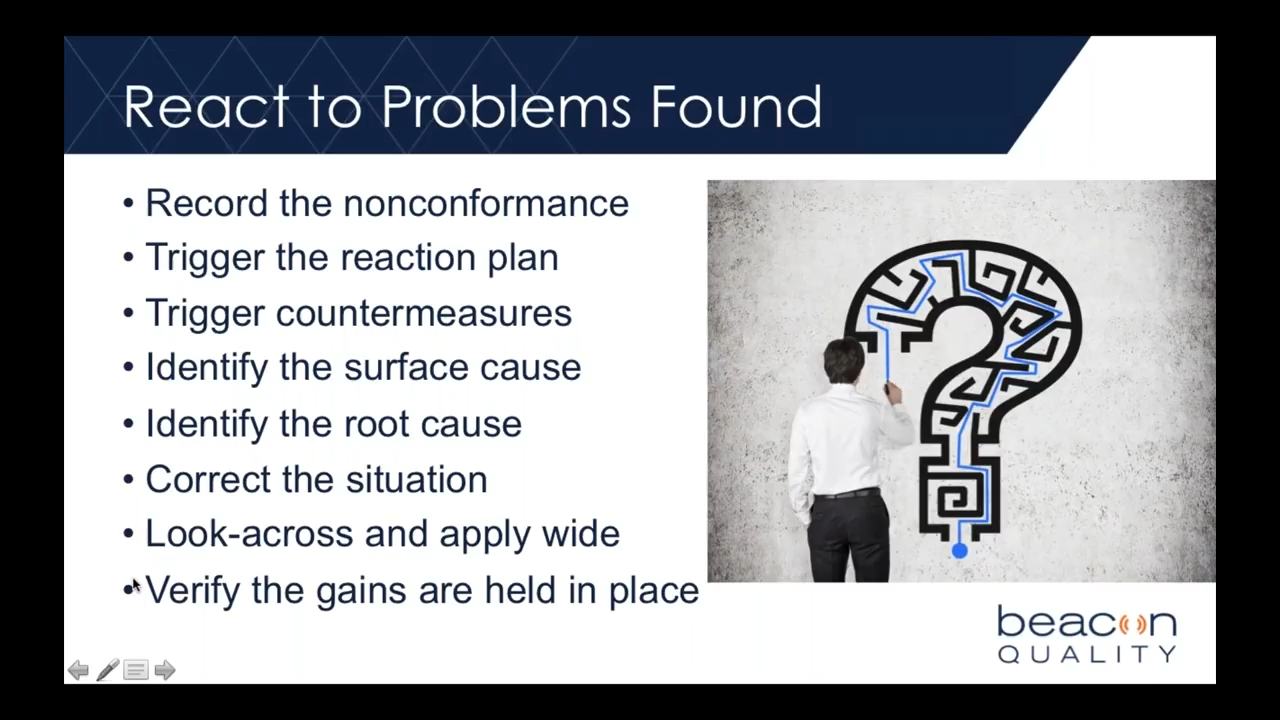 React to Problems Found
• Record the nonconformance
• Trigger the reaction plan
• Trigger countermeasures
• Identify the surface cause
• Identify the root cause
• Correct the situation
• Look-across and apply wide
• Verify the gains are held in place
beacon
QUALITY